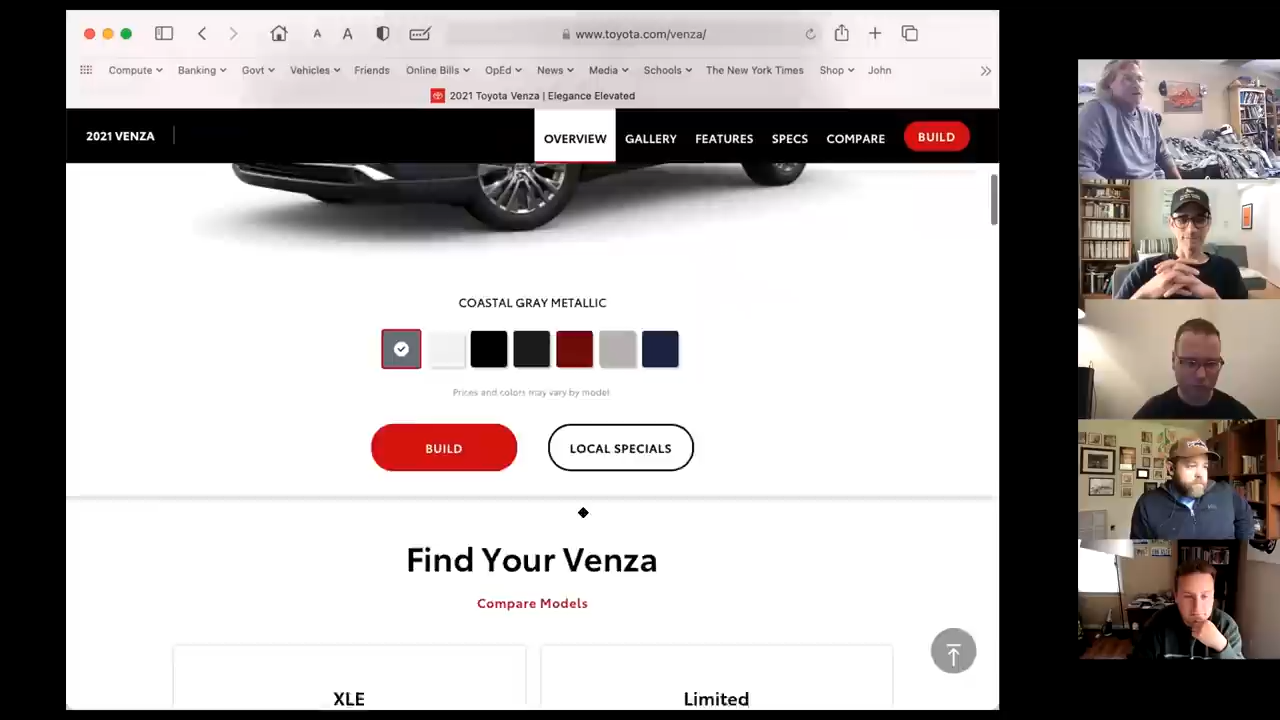 A A www.toyota.com/venza/
Compute Banking Govt Vehicles Friends Online Bills OpEd News Media Schools The New York Times Shop John
2021 Toyota Venza | Elegance Elevated
2021 VENZA OVERVIEW GALLERY FEATURES SPECS COMPARE BUILD
COASTAL GRAY METALLIC
Prices and colors may vary by model
BUILD LOCAL SPECIALS
Find Your Venza
Compare Models
XLE Limited